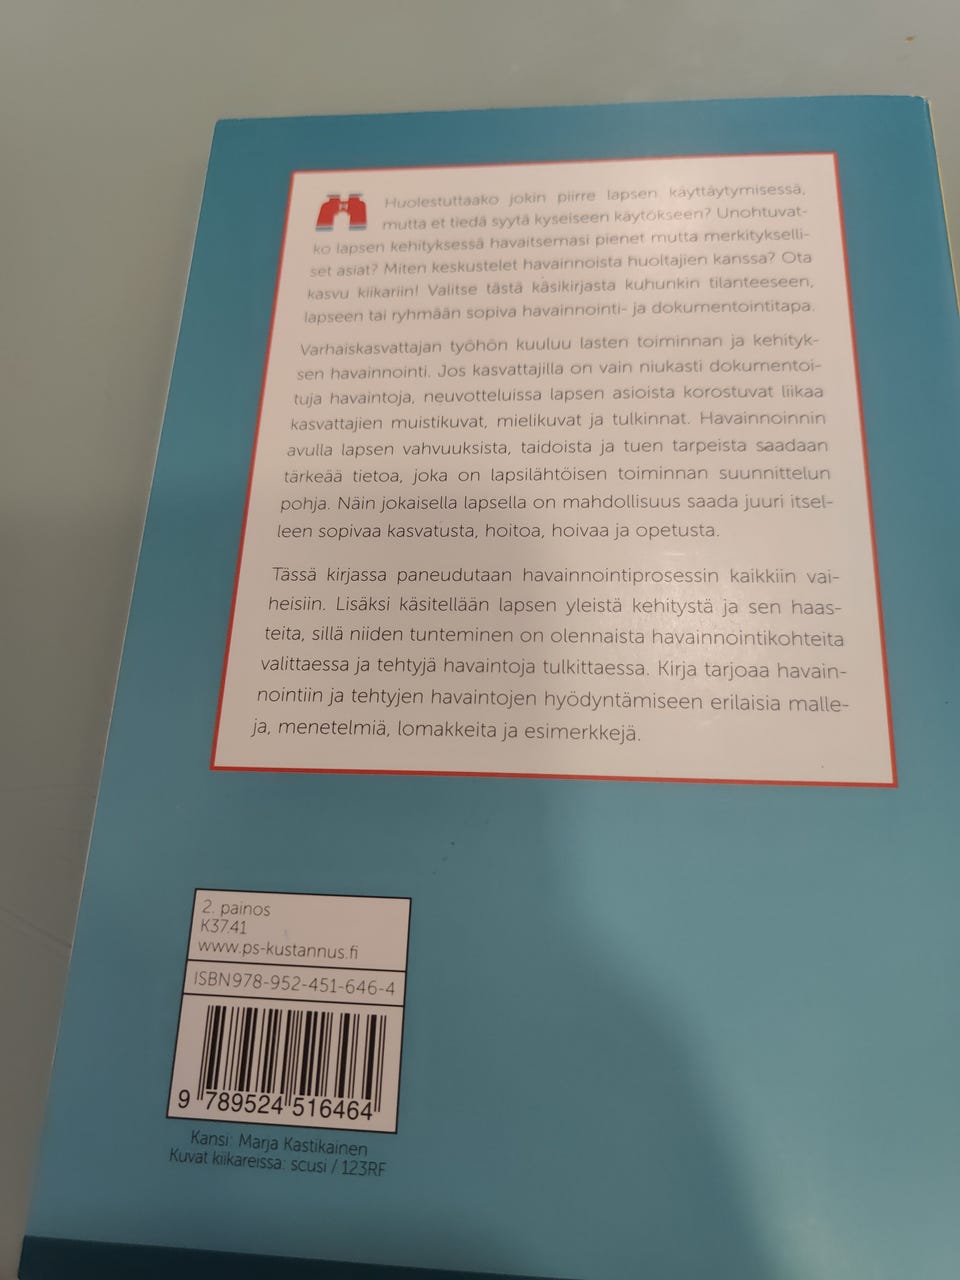 Huolestuttaako jokin piirre lapsen käyttäytymisessä,
mutta et tiedä syytä kyseiseen käytökseen? Unohtuvat-
ko lapsen kehityksessä havaitsemasi pienet mutta merkitykselli-
set asiat? Miten keskustelet havainnoista huoltajien kanssa? Ota
kasvu kiikariin! Valitse tästä käsikirjasta kuhunkin tilanteeseen,
lapseen tai ryhmään sopiva havainnointi- ja dokumentointitapa.
Varhaiskasvattajan työhön kuuluu lasten toiminnan ja kehityk-
sen havainnointi. Jos kasvattajilla on vain niukasti dokumentoi-
tuja havaintoja, neuvotteluissa lapsen asioista korostuvat liikaa
kasvattajien muistikuvat, mielikuvat ja tulkinnat. Havainnoinnin
avulla lapsen vahvuuksista, taidoista ja tuen tarpeista saadaan
tärkeää tietoa, joka on lapsilähtöisen toiminnan suunnittelun
pohja. Näin jokaisella lapsella on mahdollisuus saada juuri itsel-
leen sopivaa kasvatusta, hoitoa, hoivaa ja opetusta.
Tässä kirjassa paneudutaan havainnointiprosessin kaikkiin vai-
heisiin. Lisäksi käsitellään lapsen yleistä kehitystä ja sen haas-
teita, sillä niiden tunteminen on olennaista havainnointikohteita
valittaessa ja tehtyjä havaintoja tulkittaessa. Kirja tarjoaa havain-
nointiin ja tehtyjen havaintojen hyödyntämiseen erilaisia malle-
ja, menetelmiä, lomakkeita ja esimerkkejä.
2. painos
K37.41
www.ps-kustannus.fi
ISBN978-952-451-646-4
9 789524 516464
Kansi: Marja Kastikainen
Kuvat kiikareissa: scusi / 123RF